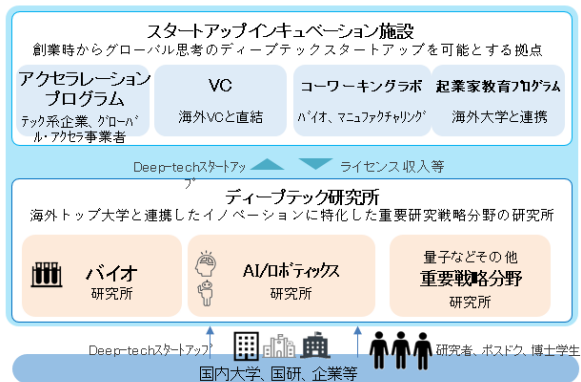 スタートアップインキュベーション施設
創業時からグローバル思考のディープテックスタートアップを可能とする拠点
アクセラレーション
プログラム
テック系企業、グローバ
ル・アクセラ事業者
VC
海外VCと直結
コーワーキングラボ
バイオ、マニュファクチャリング
起業家教育プログラム
海外大学と連携
Deep-techスタートアッ
プ
ライセンス収入等
ディープテック研究所
海外トップ大学と連携したイノベーションに特化した重要研究戦略分野の研究所
バイオ
研究所
AI/ロボティックス
研究所
量子などその他
重要戦略分野
研究所
Deep-techスタートアップ
研究者、ポスドク、博士学生
国内大学、国研、企業等